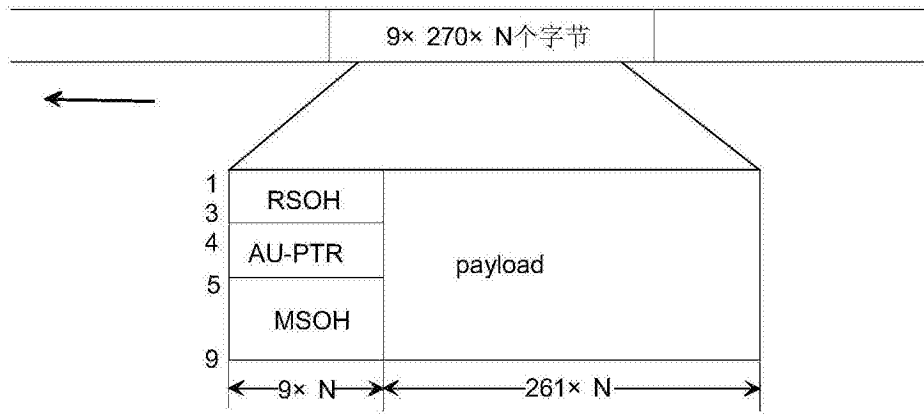 9× 270× N个字节
1
RSOH
3
4
AU-PTR
payload
5
MSOH
9
9× N
261× N